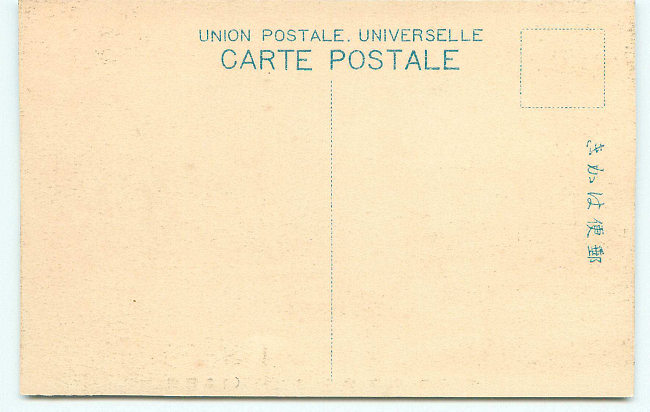 UNION POSTALE. UNIVERSELLE
CARTE POSTALE
郵便はかき